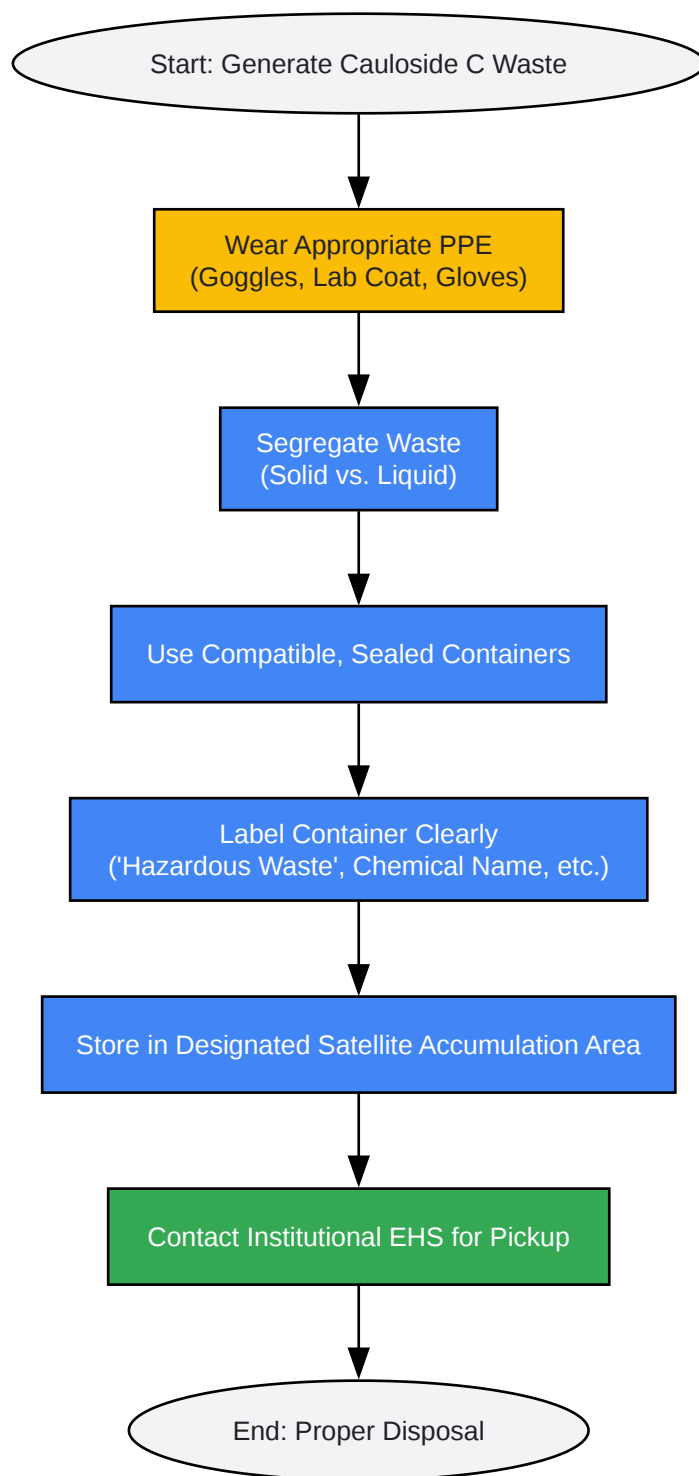 Start: Generate Cauloside C Waste
Wear Appropriate PPE
(Goggles, Lab Coat, Gloves)
Segregate Waste
(Solid vs. Liquid)
Use Compatible, Sealed Containers
Label Container Clearly
('Hazardous Waste', Chemical Name, etc.)
Store in Designated Satellite Accumulation Area
Contact Institutional EHS for Pickup
End: Proper Disposal